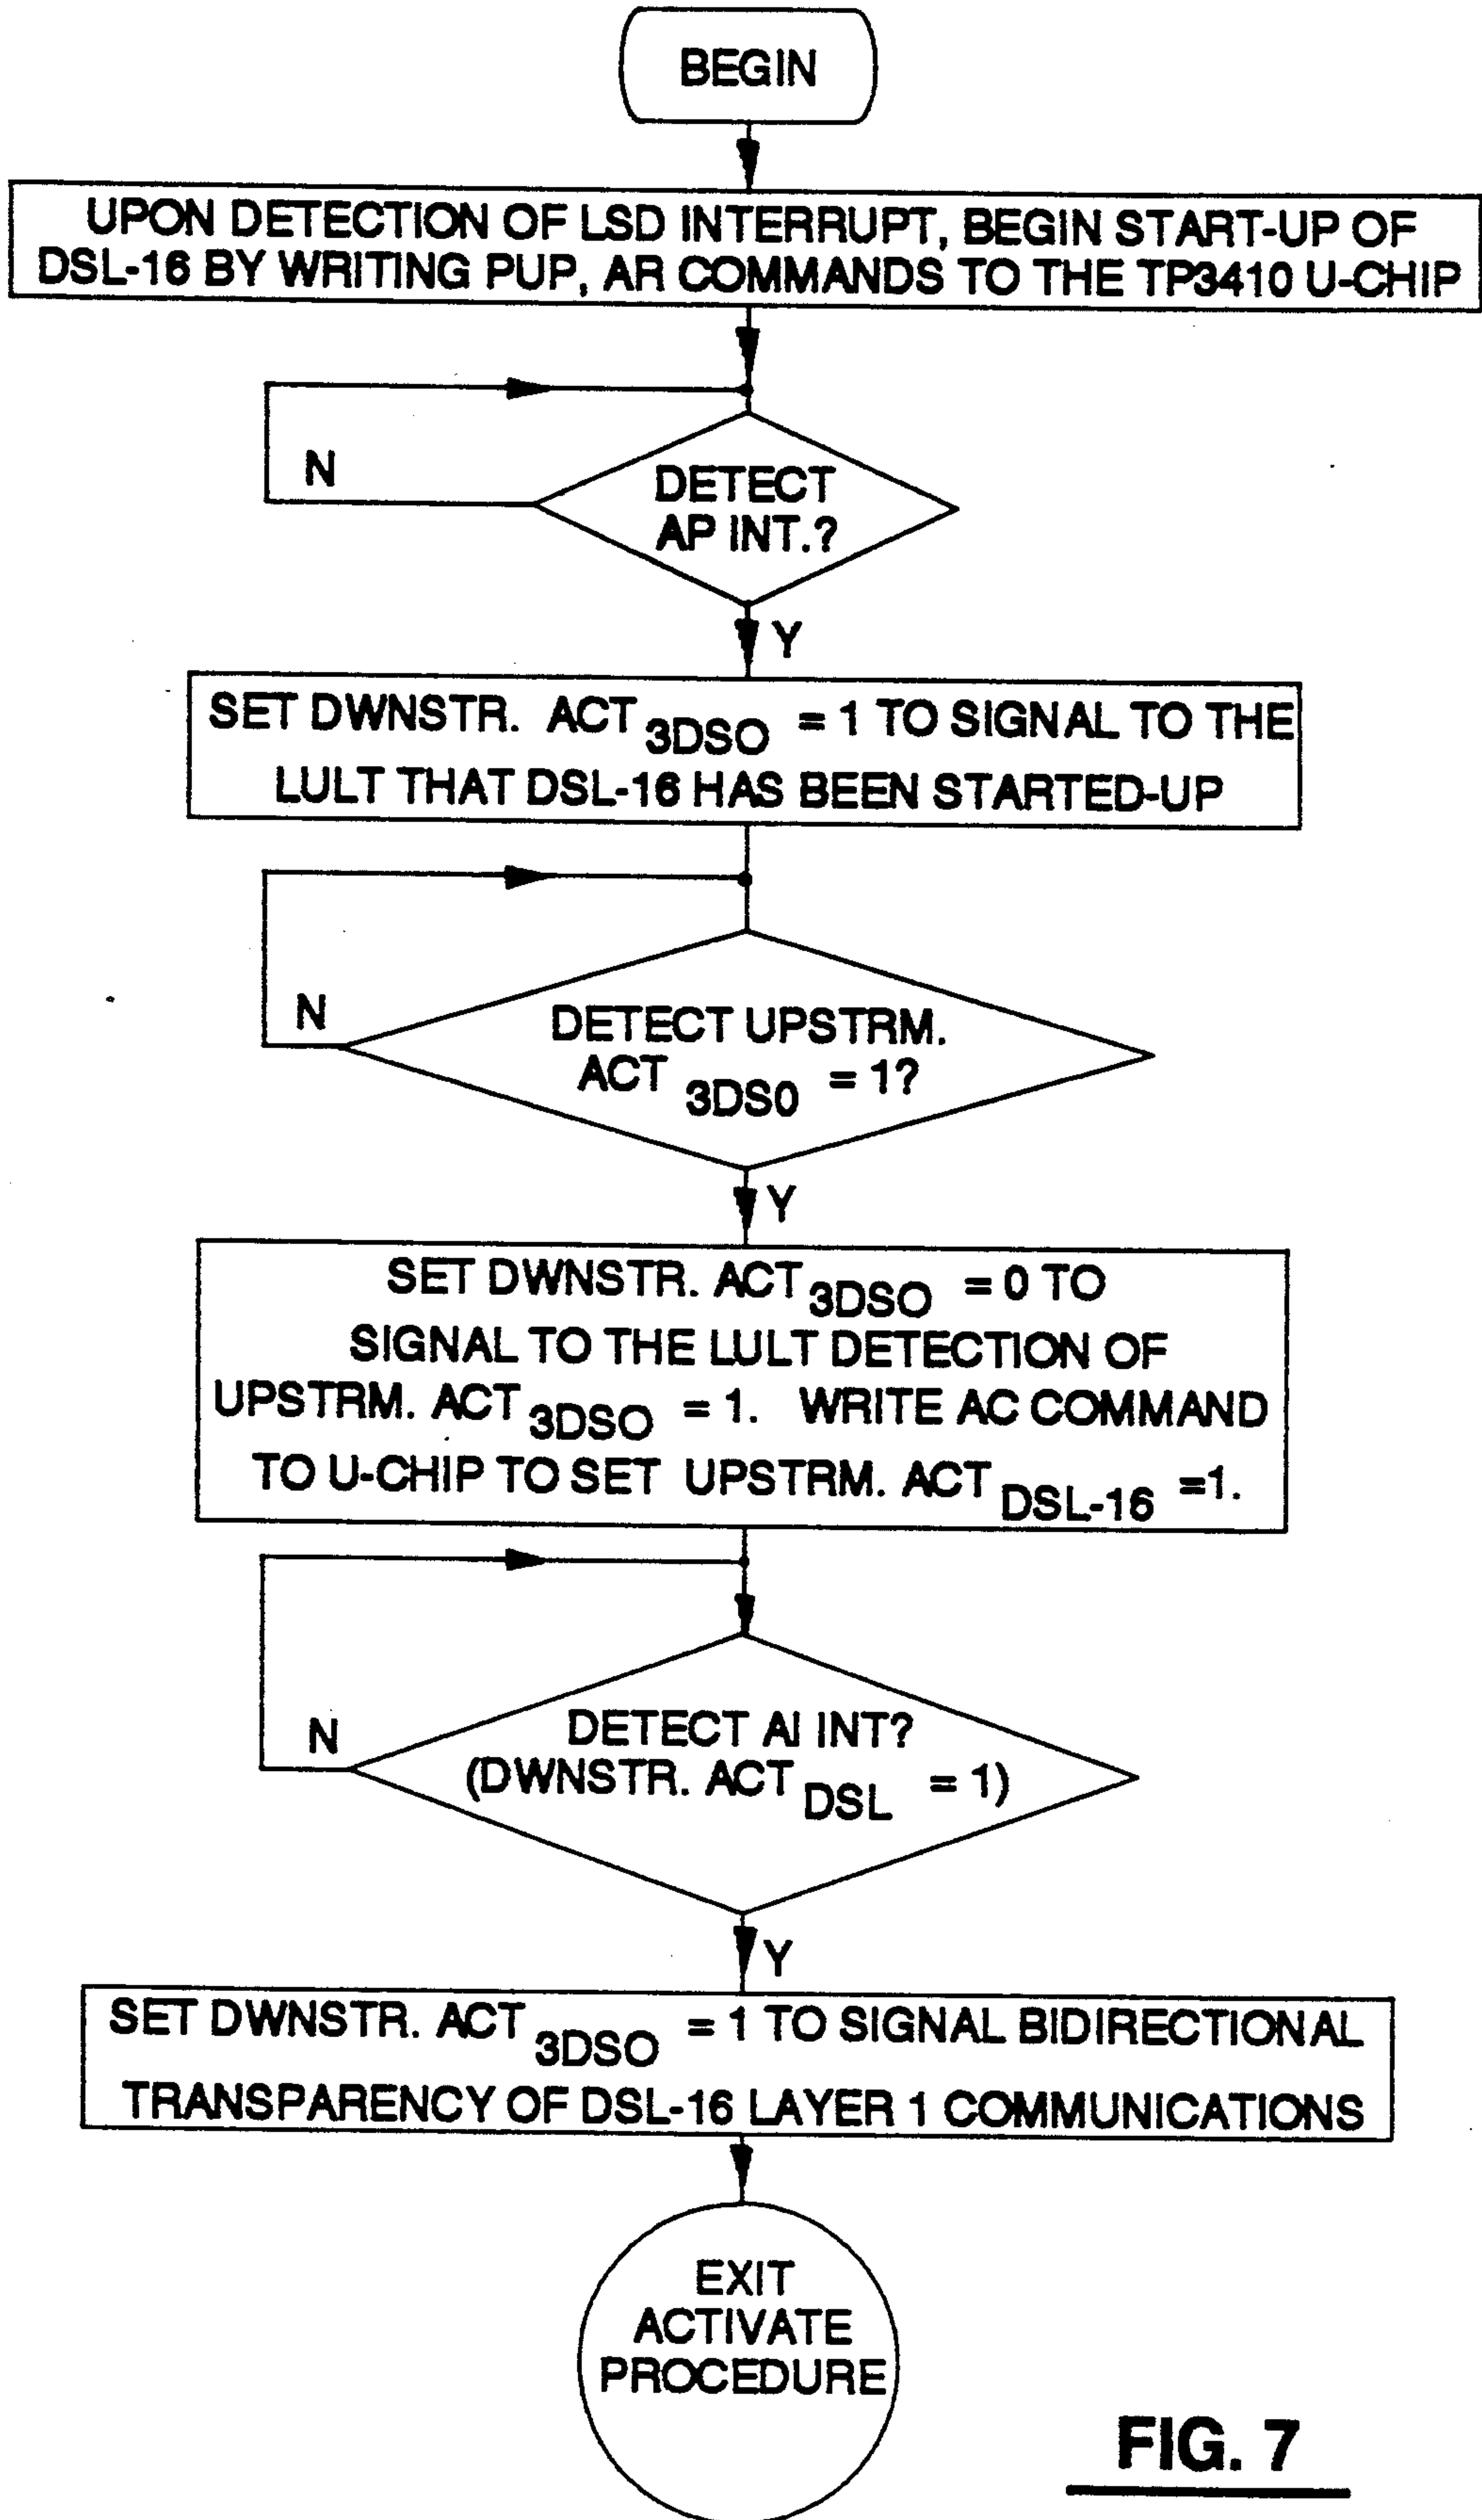 BEGIN
UPON DETECTION OF LSD INTERRUPT, BEGIN START-UP OF
DSL-16 BY WRITING PUP, AR COMMANDS TO THE TP3410 U-CHIP
N
DETECT
AP INT.?
Y
SET DWNSTR. ACT 3DSO = 1 TO SIGNAL TO THE
LULT THAT DSL-16 HAS BEEN STARTED-UP
N
DETECT UPSTRM.
ACT 3DS0 = 1?
Y
SET DWNSTR. ACT 3DSO = 0 TO
SIGNAL TO THE LULT DETECTION OF
UPSTRM. ACT 3DSO = 1. WRITE AC COMMAND
TO U-CHIP TO SET UPSTRM. ACT DSL-16 =1.
N
DETECT AI INT?
(DWNSTR. ACT DSL = 1)
Y
SET DWNSTR. ACT 3DSO = 1 TO SIGNAL BIDIRECTIONAL
TRANSPARENCY OF DSL-16 LAYER 1 COMMUNICATIONS
EXIT
ACTIVATE
PROCEDURE
FIG. 7